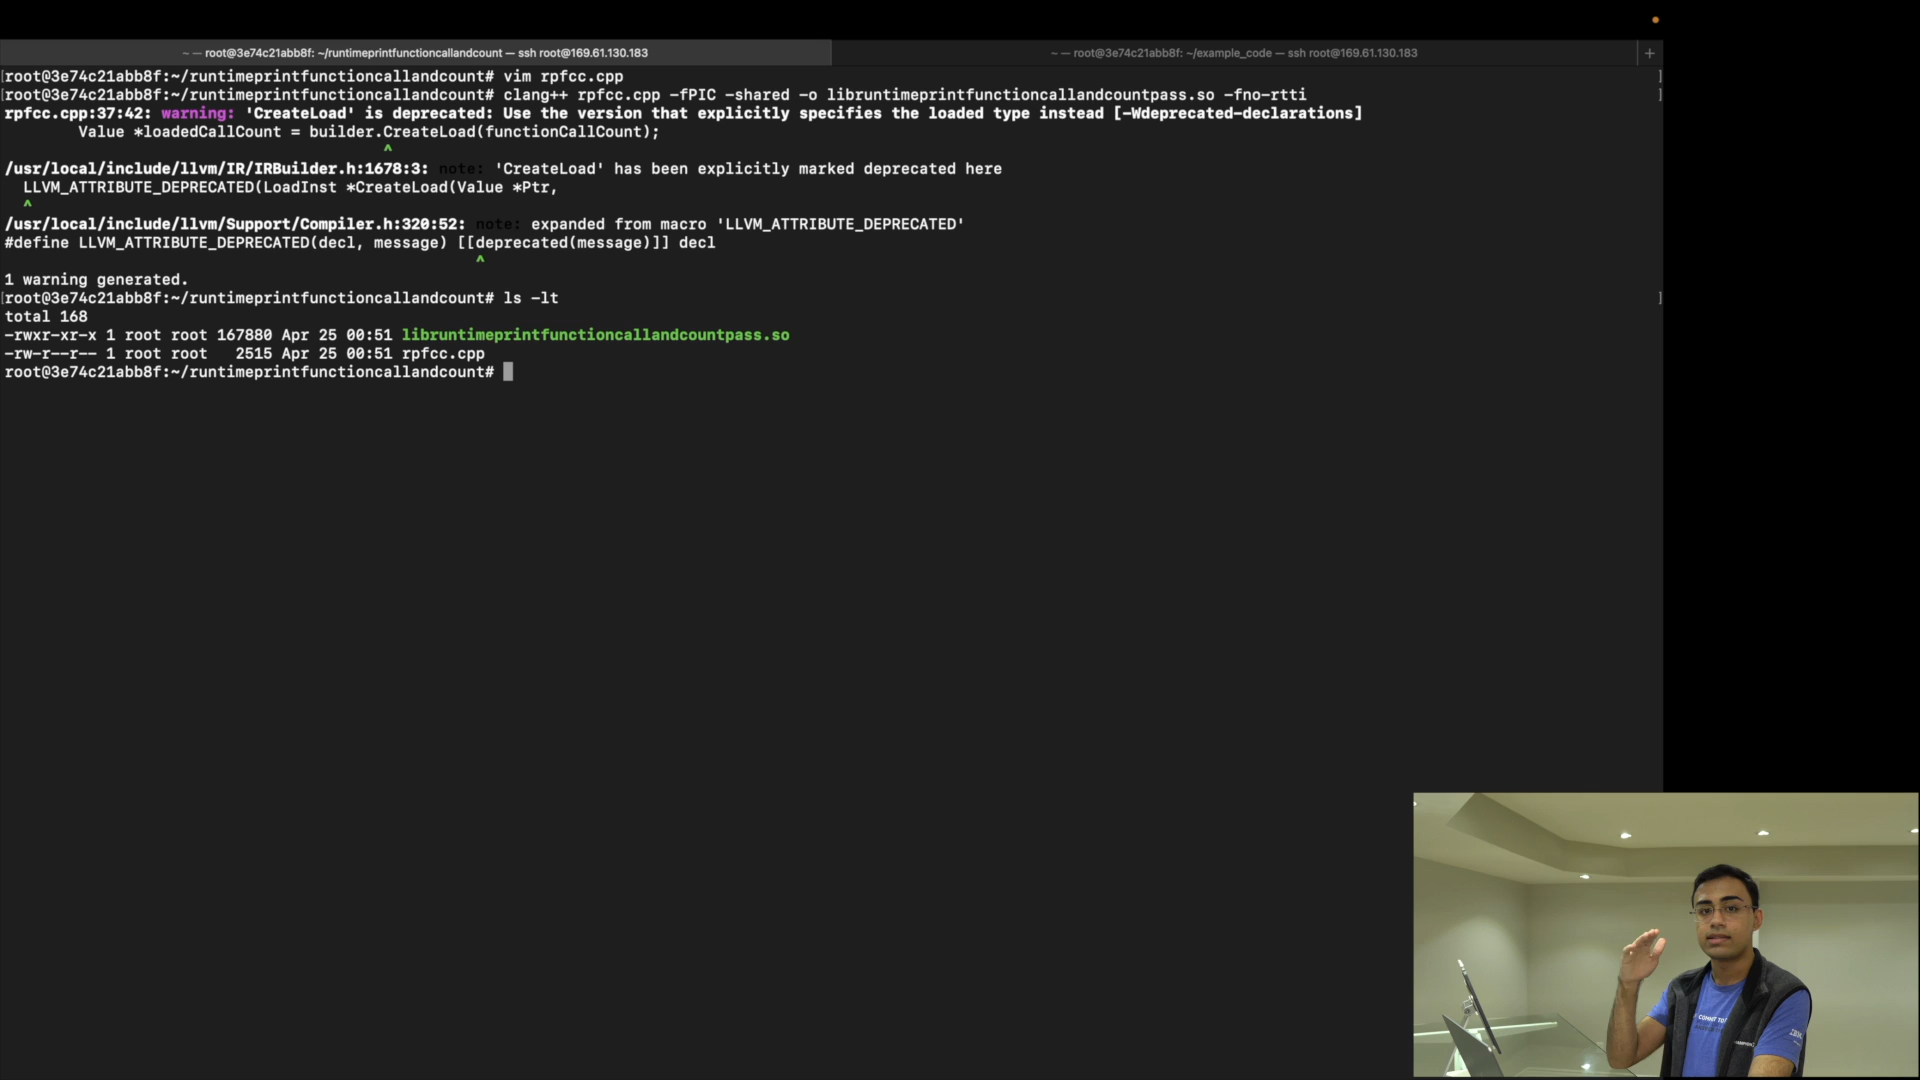 ~ — root@3e74c21abb8f: ~/runtimeprintfunctioncallandcount — ssh root@169.61.130.183
~ — root@3e74c21abb8f: ~/example_code — ssh root@169.61.130.183
+
[root@3e74c21abb8f:~/runtimeprintfunctioncallandcount# vim rpfcc.cpp ]
[root@3e74c21abb8f:~/runtimeprintfunctioncallandcount# clang++ rpfcc.cpp -fPIC -shared -o libruntimeprintfunctioncallandcountpass.so -fno-rtti ]
rpfcc.cpp:37:42: warning: 'CreateLoad' is deprecated: Use the version that explicitly specifies the loaded type instead [-Wdeprecated-declarations]
Value *loadedCallCount = builder.CreateLoad(functionCallCount);
^
/usr/local/include/llvm/IR/IRBuilder.h:1678:3: note: 'CreateLoad' has been explicitly marked deprecated here
LLVM_ATTRIBUTE_DEPRECATED(LoadInst *CreateLoad(Value *Ptr,
^
/usr/local/include/llvm/Support/Compiler.h:320:52: note: expanded from macro 'LLVM_ATTRIBUTE_DEPRECATED'
#define LLVM_ATTRIBUTE_DEPRECATED(decl, message) [[deprecated(message)]] decl
^
1 warning generated.
[root@3e74c21abb8f:~/runtimeprintfunctioncallandcount# ls -lt ]
total 168
-rwxr-xr-x 1 root root 167880 Apr 25 00:51 libruntimeprintfunctioncallandcountpass.so
-rw-r--r-- 1 root root   2515 Apr 25 00:51 rpfcc.cpp
root@3e74c21abb8f:~/runtimeprintfunctioncallandcount#
IBM